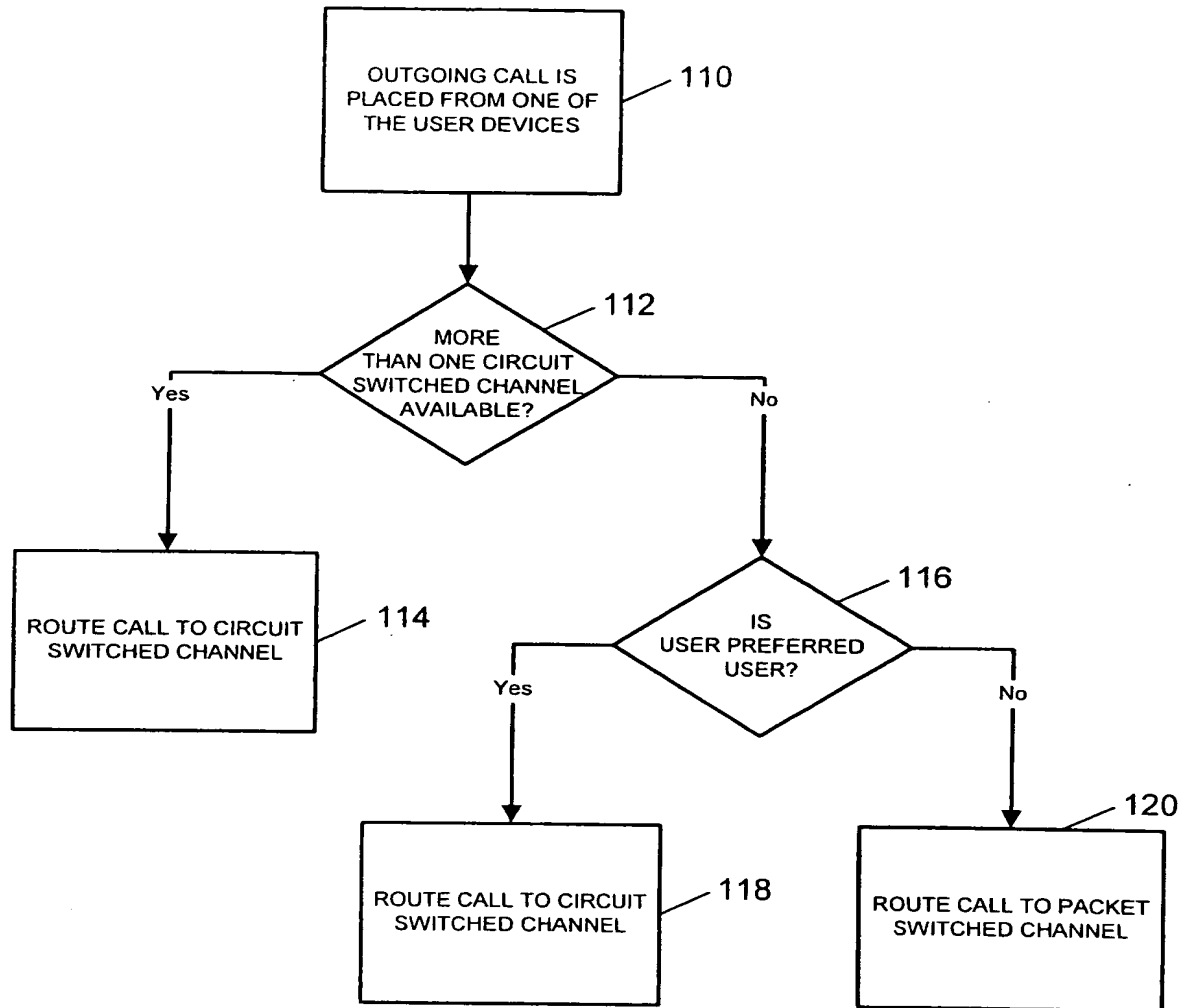 OUTGOING CALL IS
PLACED FROM ONE OF
THE USER DEVICES
110
112
MORE
THAN ONE CIRCUIT
SWITCHED CHANNEL
AVAILABLE?
Yes
No
ROUTE CALL TO CIRCUIT
SWITCHED CHANNEL
114
116
IS
USER PREFERRED
USER?
Yes
No
ROUTE CALL TO CIRCUIT
SWITCHED CHANNEL
118
120
ROUTE CALL TO PACKET
SWITCHED CHANNEL